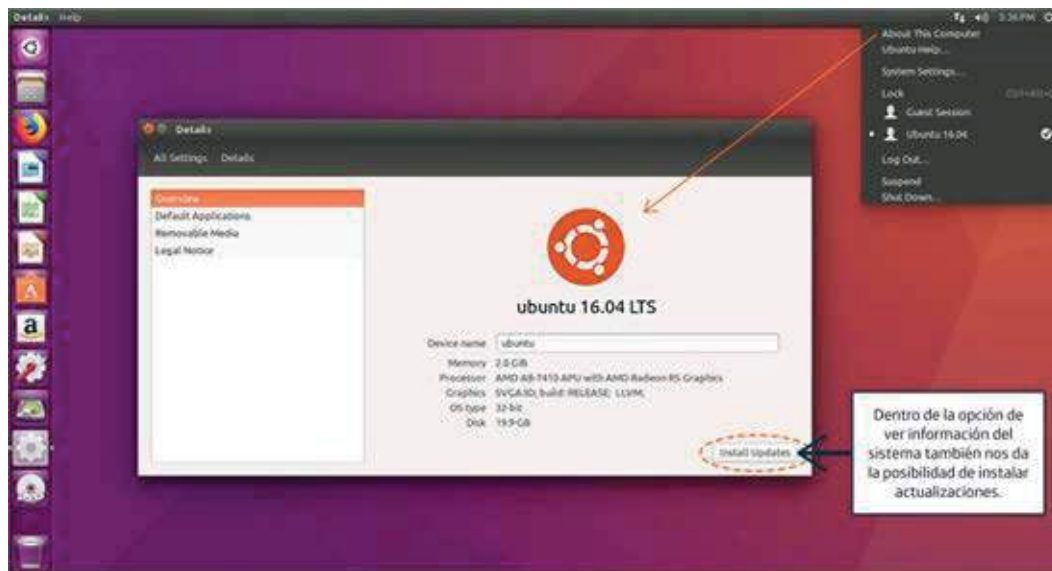 Details Help
3:36 PM
About This Computer
Ubuntu Help...
System Settings...
Lock
Guest Session
Ubuntu 16.04
Log Out...
Suspend
Shut Down...
Details
All Settings Details
Overview
Default Applications
Removable Media
Legal Notice
ubuntu 16.04 LTS
Device name ubuntu
Memory 2.0 GiB
Processor AMD A8-7410 APU with AMD Radeon R5 Graphics
Graphics SVGA3D; build: RELEASE; LLVM;
OS type 32-bit
Disk 19.9 GB
Install Updates
Dentro de la opción de
ver información del
sistema también nos da
la posibilidad de instalar
actualizaciones.
a